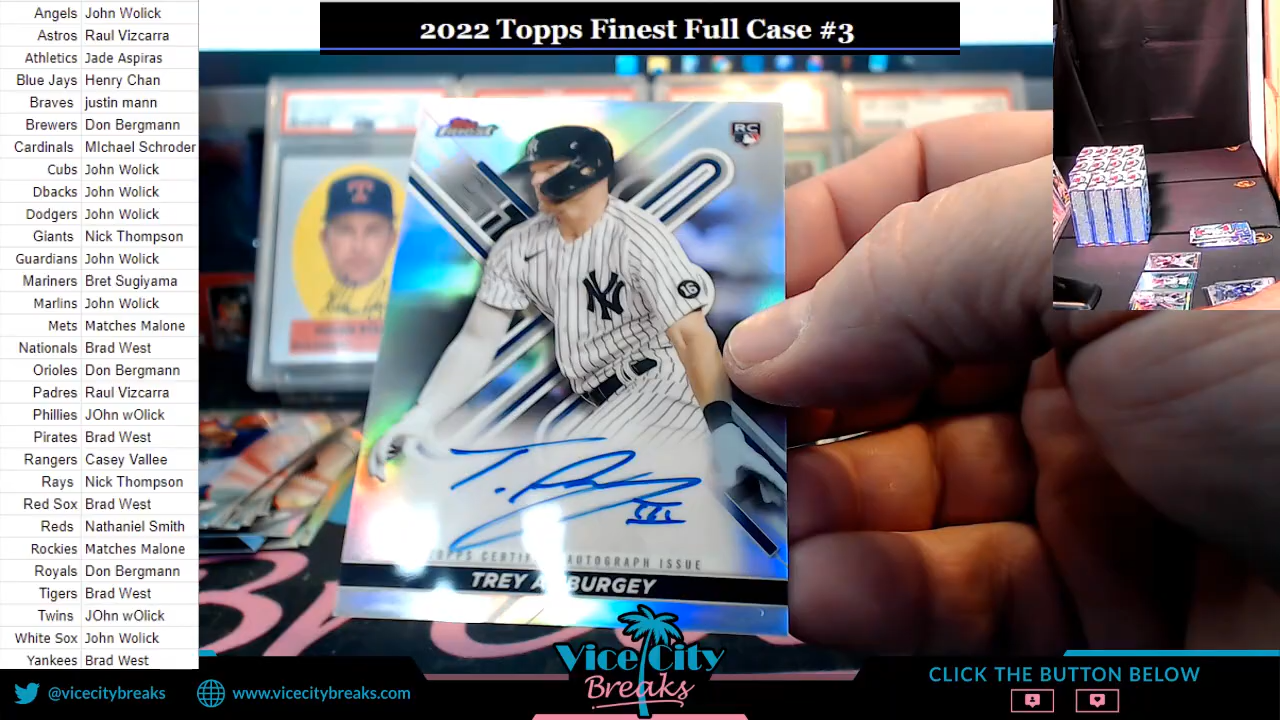 2022 Topps Finest Full Case #3
Angels John Wolick
Astros Raul Vizcarra
Athletics Jade Aspiras
Blue Jays Henry Chan
Braves justin mann
Brewers Don Bergmann
Cardinals MIchael Schroder
Cubs John Wolick
Dbacks John Wolick
Dodgers John Wolick
Giants Nick Thompson
Guardians John Wolick
Mariners Bret Sugiyama
Marlins John Wolick
Mets Matches Malone
Nationals Brad West
Orioles Don Bergmann
Padres Raul Vizcarra
Phillies JOhn wOlick
Pirates Brad West
Rangers Casey Vallee
Rays Nick Thompson
Red Sox Brad West
Reds Nathaniel Smith
Rockies Matches Malone
Royals Don Bergmann
Tigers Brad West
Twins JOhn wOlick
White Sox John Wolick
Yankees Brad West
Finest
RC
NY
16
T
AUTOGRAPH ISSUE
TREY
Vice City
Breaks
@vicecitybreaks
www.vicecitybreaks.com
CLICK THE BUTTON BELOW